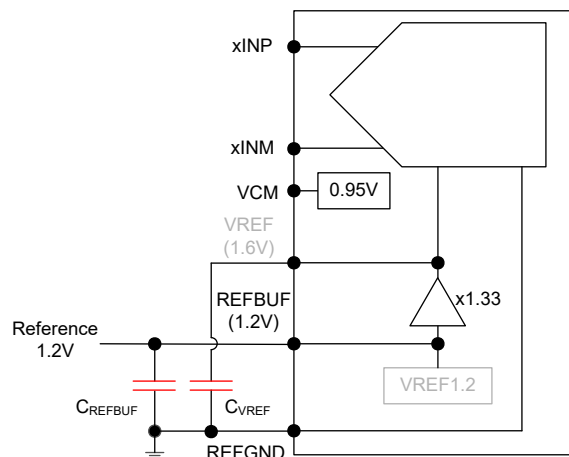 xINP
xINM
VCM
0.95V
VREF
(1.6V)
REFBUF
(1.2V)
x1.33
Reference
1.2V
VREF1.2
CREFBUF
CVREF
REFGND